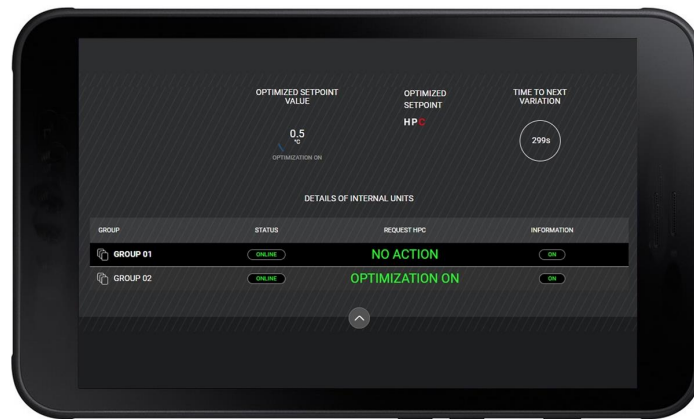 OPTIMIZED SETPOINT
VALUE
0.5
°C
OPTIMIZATION ON
OPTIMIZED
SETPOINT
HPC
TIME TO NEXT
VARIATION
299s
DETAILS OF INTERNAL UNITS
GROUP STATUS REQUEST HPC INFORMATION
GROUP 01 ONLINE NO ACTION ON
GROUP 02 ONLINE OPTIMIZATION ON ON